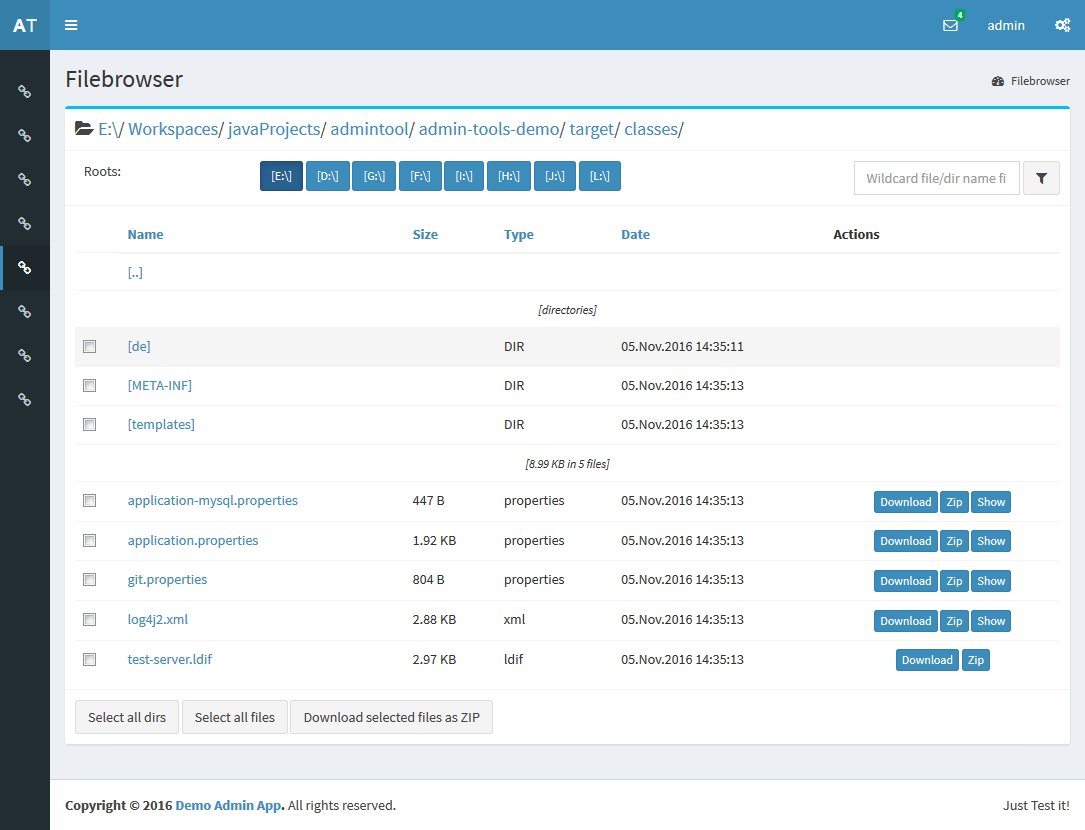 AT 4 admin
Filebrowser Filebrowser
E:\/ Workspaces/ javaProjects/ admintool/ admin-tools-demo/ target/ classes/
Roots: [E:\] [D:\] [G:\] [F:\] [I:\] [H:\] [J:\] [L:\] Wildcard file/dir name fi
Name Size Type Date Actions
[..]
[directories]
[de] DIR 05.Nov.2016 14:35:11
[META-INF] DIR 05.Nov.2016 14:35:13
[templates] DIR 05.Nov.2016 14:35:13
[8.99 KB in 5 files]
application-mysql.properties 447 B properties 05.Nov.2016 14:35:13 Download Zip Show
application.properties 1.92 KB properties 05.Nov.2016 14:35:13 Download Zip Show
git.properties 804 B properties 05.Nov.2016 14:35:13 Download Zip Show
log4j2.xml 2.88 KB xml 05.Nov.2016 14:35:13 Download Zip Show
test-server.ldif 2.97 KB ldif 05.Nov.2016 14:35:13 Download Zip
Select all dirs Select all files Download selected files as ZIP
Copyright © 2016 Demo Admin App. All rights reserved. Just Test it!